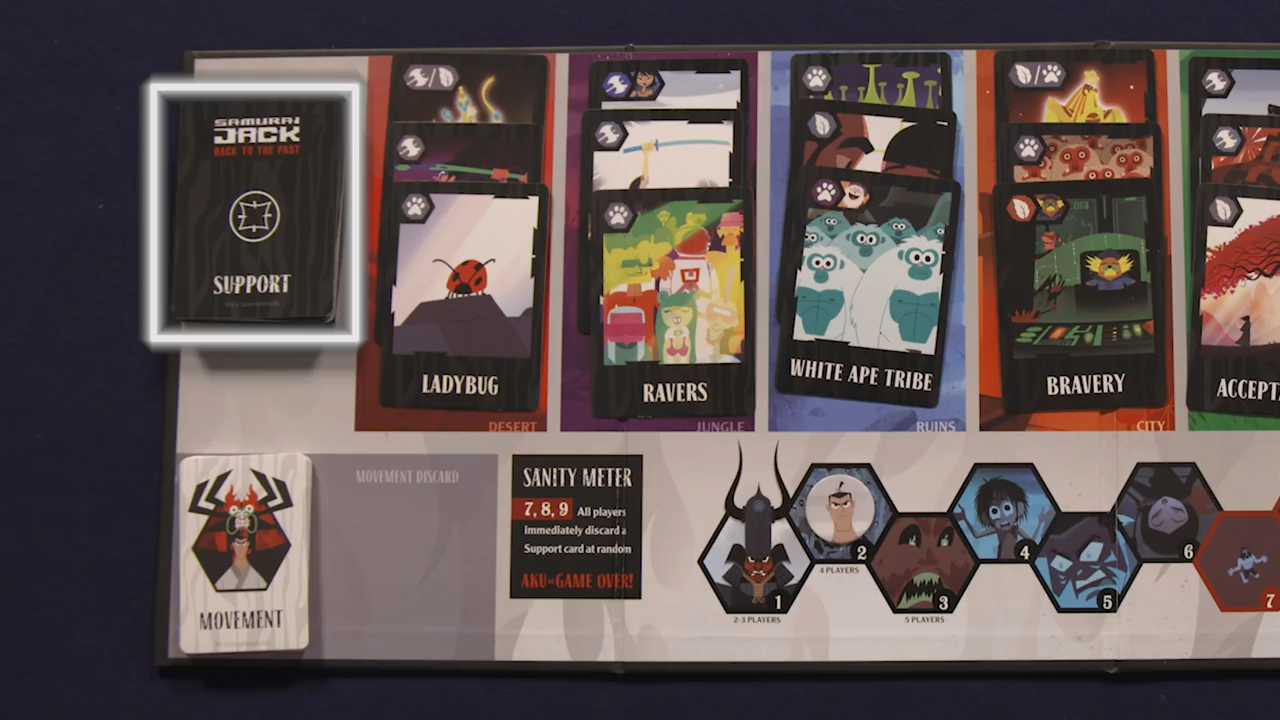 SAMURAI
JACK
BACK TO THE PAST
SUPPORT
LADYBUG
RAVERS
WHITE APE TRIBE
BRAVERY
DESERT
JUNGLE
RUINS
CITY
MOVEMENT
MOVEMENT DISCARD
SANITY METER
7, 8, 9 All players
immediately discard a
Support card at random
AKU=GAME OVER!
1
2-3 PLAYERS
2
4 PLAYERS
3
5 PLAYERS
4
5
6
7